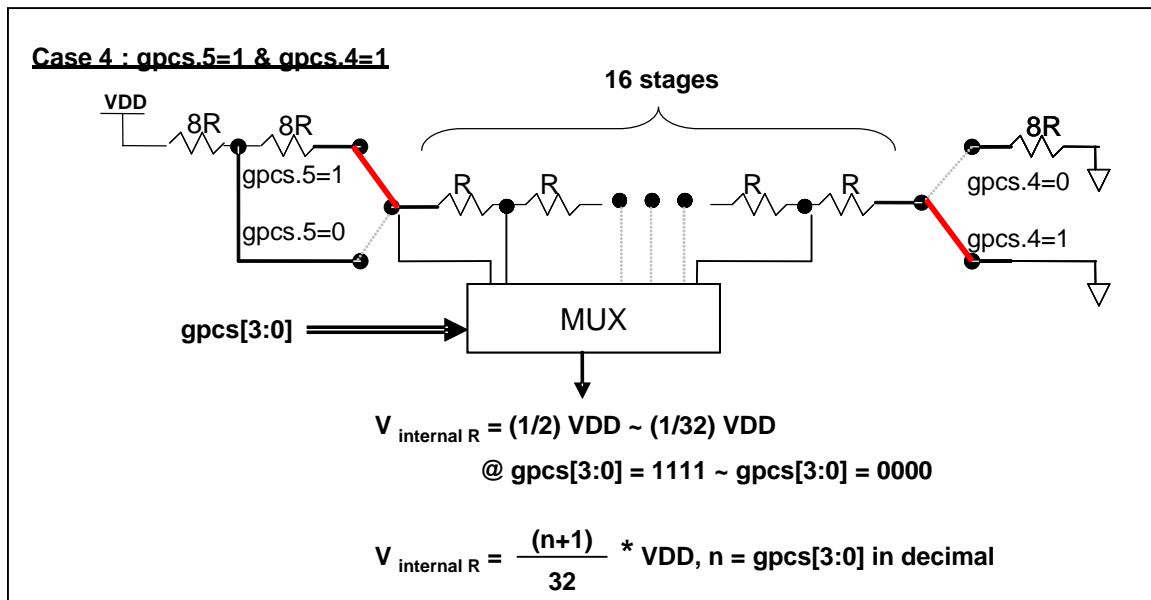 Case 4 : gpcs.5=1 & gpcs.4=1
16 stages
VDD
8R
8R
8R
gpcs.5=1
R
R
R
R
gpcs.4=0
gpcs.5=0
gpcs.4=1
MUX
gpcs[3:0]
V internal R = (1/2) VDD ~ (1/32) VDD
@ gpcs[3:0] = 1111 ~ gpcs[3:0] = 0000
V internal R = (n+1) / 32 * VDD, n = gpcs[3:0] in decimal